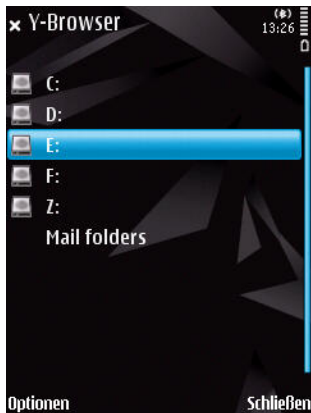 Y-Browser
13:26
C:
D:
E:
F:
Z:
Mail folders
Optionen Schließen